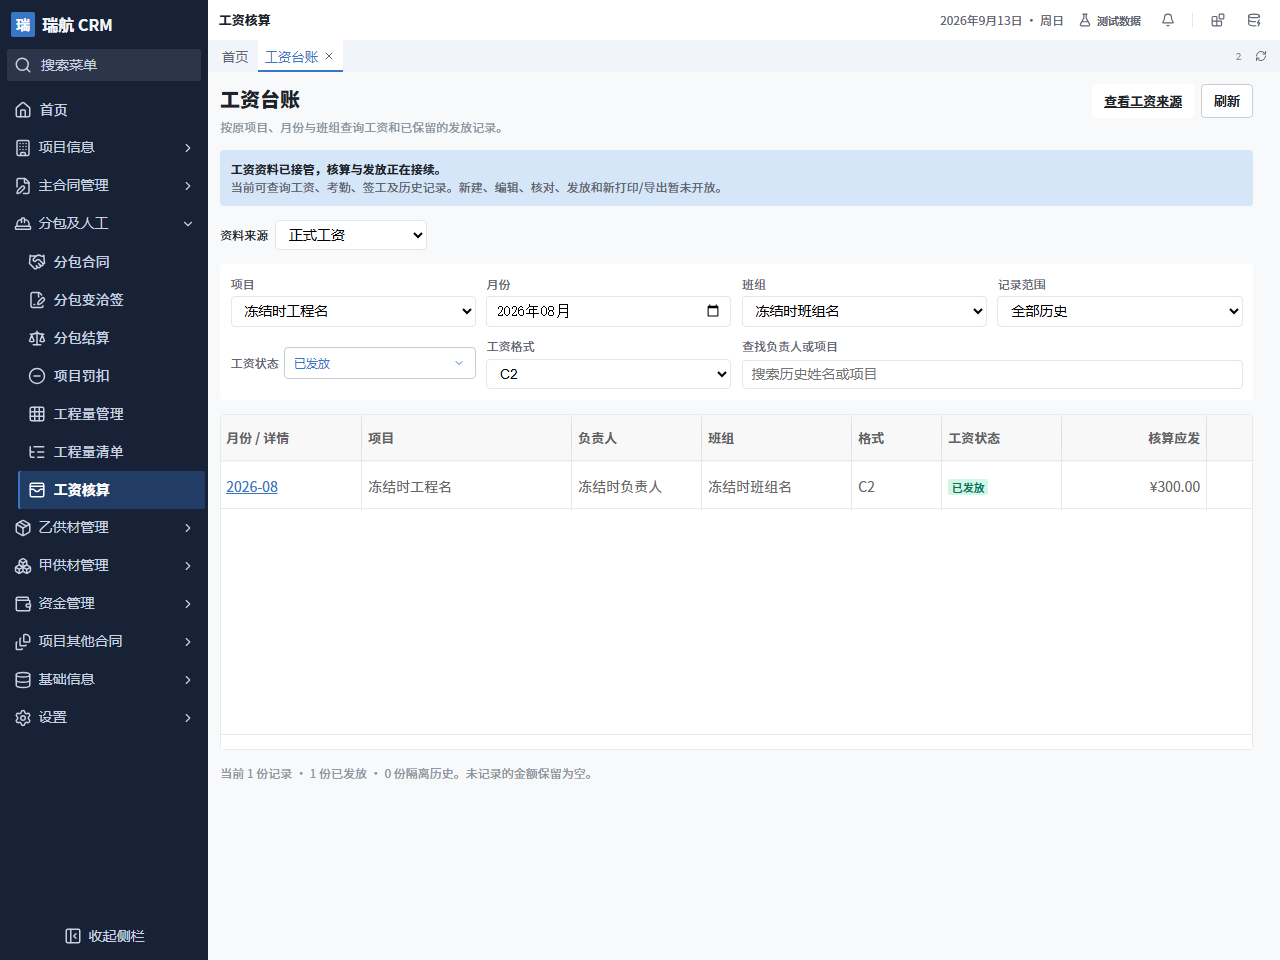 瑞 瑞航 CRM
搜索菜单
首页
项目信息
主合同管理
分包及人工
分包合同
分包变洽签
分包结算
项目罚扣
工程量管理
工程量清单
工资核算
乙供材管理
甲供材管理
资金管理
项目其他合同
基础信息
设置
收起侧栏
工资核算
2026年9月13日 • 周日 测试数据
首页 工资台账 ×
2
工资台账
查看工资来源 刷新
按原项目、月份与班组查询工资和已保留的发放记录。
工资资料已接管，核算与发放正在接续。
当前可查询工资、考勤、签工及历史记录。新建、编辑、核对、发放和新打印/导出暂未开放。
资料来源 正式工资
项目 月份 班组 记录范围
冻结时工程名 2026年08月 冻结时班组名 全部历史
工资格式 查找负责人或项目
工资状态 已发放 C2 搜索历史姓名或项目
月份 / 详情 项目 负责人 班组 格式 工资状态 核算应发
2026-08 冻结时工程名 冻结时负责人 冻结时班组名 C2 已发放 ¥300.00
当前 1 份记录 • 1 份已发放 • 0 份隔离历史。未记录的金额保留为空。